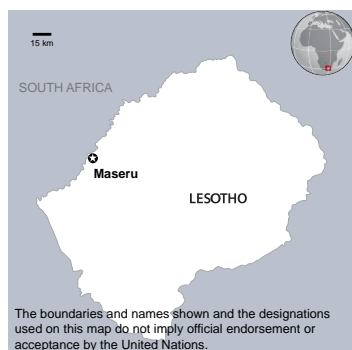 15 km
SOUTH AFRICA
Maseru
LESOTHO
The boundaries and names shown and the designations
used on this map do not imply official endorsement or
acceptance by the United Nations.